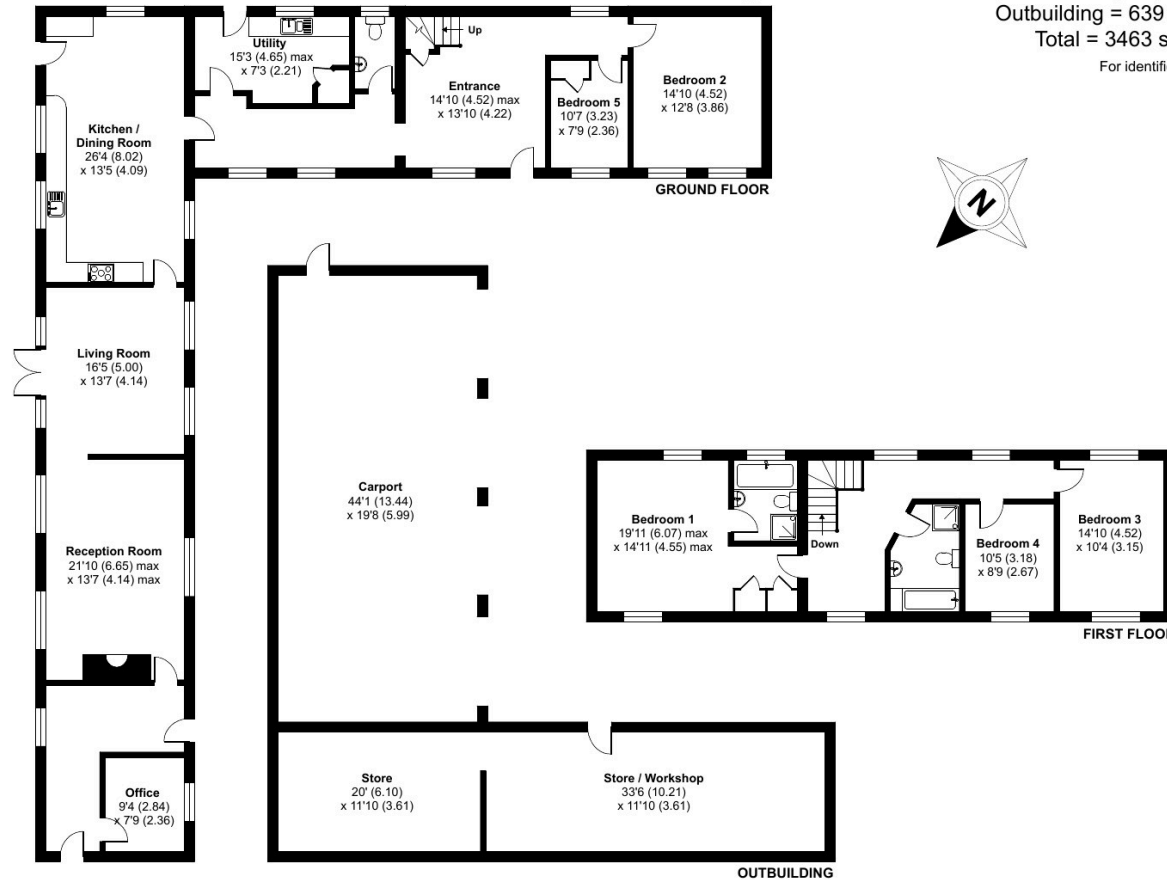 Outbuilding = 639
Total = 3463 s
For identifi
Utility
15'3 (4.65) max
x 7'3 (2.21)
Up
Entrance
14'10 (4.52) max
x 13'10 (4.22)
Bedroom 5
10'7 (3.23)
x 7'9 (2.36)
Bedroom 2
14'10 (4.52)
x 12'8 (3.86)
Kitchen /
Dining Room
26'4 (8.02)
x 13'5 (4.09)
GROUND FLOOR
N
Living Room
16'5 (5.00)
x 13'7 (4.14)
Carport
44'1 (13.44)
x 19'8 (5.99)
Reception Room
21'10 (6.65) max
x 13'7 (4.14) max
Bedroom 1
19'11 (6.07) max
x 14'11 (4.55) max
Down
Bedroom 4
10'5 (3.18)
x 8'9 (2.67)
Bedroom 3
14'10 (4.52)
x 10'4 (3.15)
FIRST FLOOR
Office
9'4 (2.84)
x 7'9 (2.36)
Store
20' (6.10)
x 11'10 (3.61)
Store / Workshop
33'6 (10.21)
x 11'10 (3.61)
OUTBUILDING